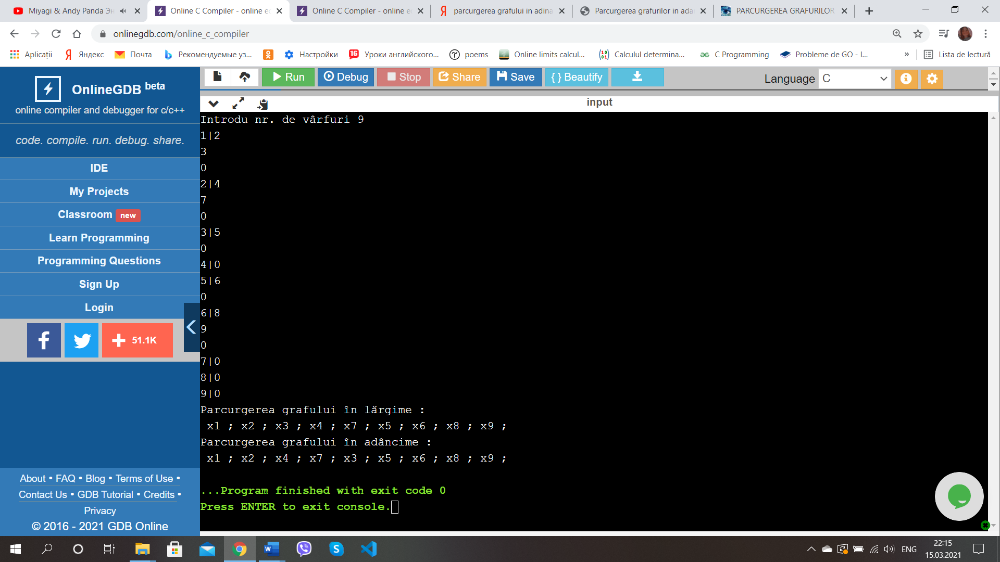 Miyagi & Andy Panda Эн
Online C Compiler - online ed
Online C Compiler - online ed
parcurgerea grafului in adina
Parcurgerea grafurilor in ada
PARCURGEREA GRAFURILOR
onlinegdb.com/online_c_compiler
Aplicații
Яндекс
Почта
Рекомендуемые уз...
Настройки
16 Уроки английского...
poems
Online limits calcul...
Calculul determina...
C Programming
Probleme de GO - I...
»
Lista de lectură
OnlineGDB beta
online compiler and debugger for c/c++
code. compile. run. debug. share.
IDE
My Projects
Classroom new
Learn Programming
Programming Questions
Sign Up
Login
f
51.1K
About • FAQ • Blog • Terms of Use •
Contact Us • GDB Tutorial • Credits •
Privacy
© 2016 - 2021 GDB Online
Run Debug Stop Share Save { } Beautify Language C
input
Introdu nr. de vârfuri 9
1|2
3
0
2|4
7
0
3|5
0
4|0
5|6
0
6|8
9
0
7|0
8|0
9|0
Parcurgerea grafului în lărgime :
x1 ; x2 ; x3 ; x4 ; x7 ; x5 ; x6 ; x8 ; x9 ;
Parcurgerea grafului în adâncime :
x1 ; x2 ; x4 ; x7 ; x3 ; x5 ; x6 ; x8 ; x9 ;
...Program finished with exit code 0
Press ENTER to exit console.
ENG
22:15
15.03.2021